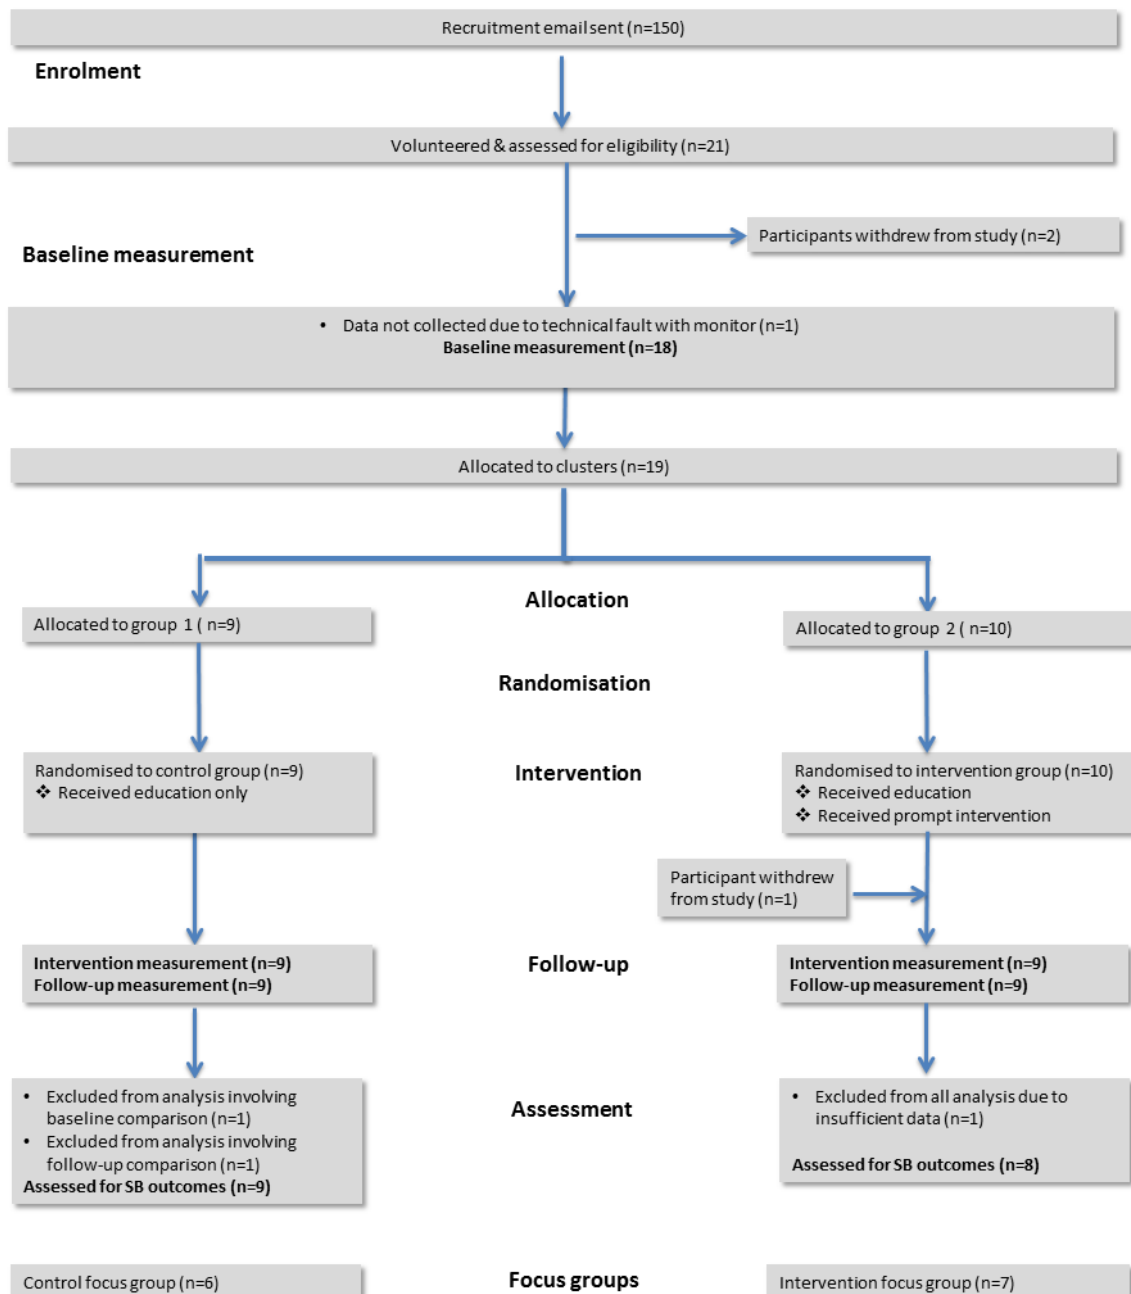 Recruitment email sent (n=150)
Enrolment
Volunteered & assessed for eligibility (n=21)
Participants withdrew from study (n=2)
Baseline measurement
• Data not collected due to technical fault with monitor (n=1)
Baseline measurement (n=18)
Allocated to clusters (n=19)
Allocation
Allocated to group 1 ( n=9)
Allocated to group 2 ( n=10)
Randomisation
Randomised to control group (n=9)
❖ Received education only
Intervention
Randomised to intervention group (n=10)
❖ Received education
❖ Received prompt intervention
Participant withdrew
from study (n=1)
Intervention measurement (n=9)
Follow-up measurement (n=9)
Follow-up
Intervention measurement (n=9)
Follow-up measurement (n=9)
• Excluded from analysis involving
baseline comparison (n=1)
• Excluded from analysis involving
follow-up comparison (n=1)
Assessed for SB outcomes (n=9)
Assessment
• Excluded from all analysis due to
insufficient data (n=1)
Assessed for SB outcomes (n=8)
Control focus group (n=6)
Focus groups
Intervention focus group (n=7)